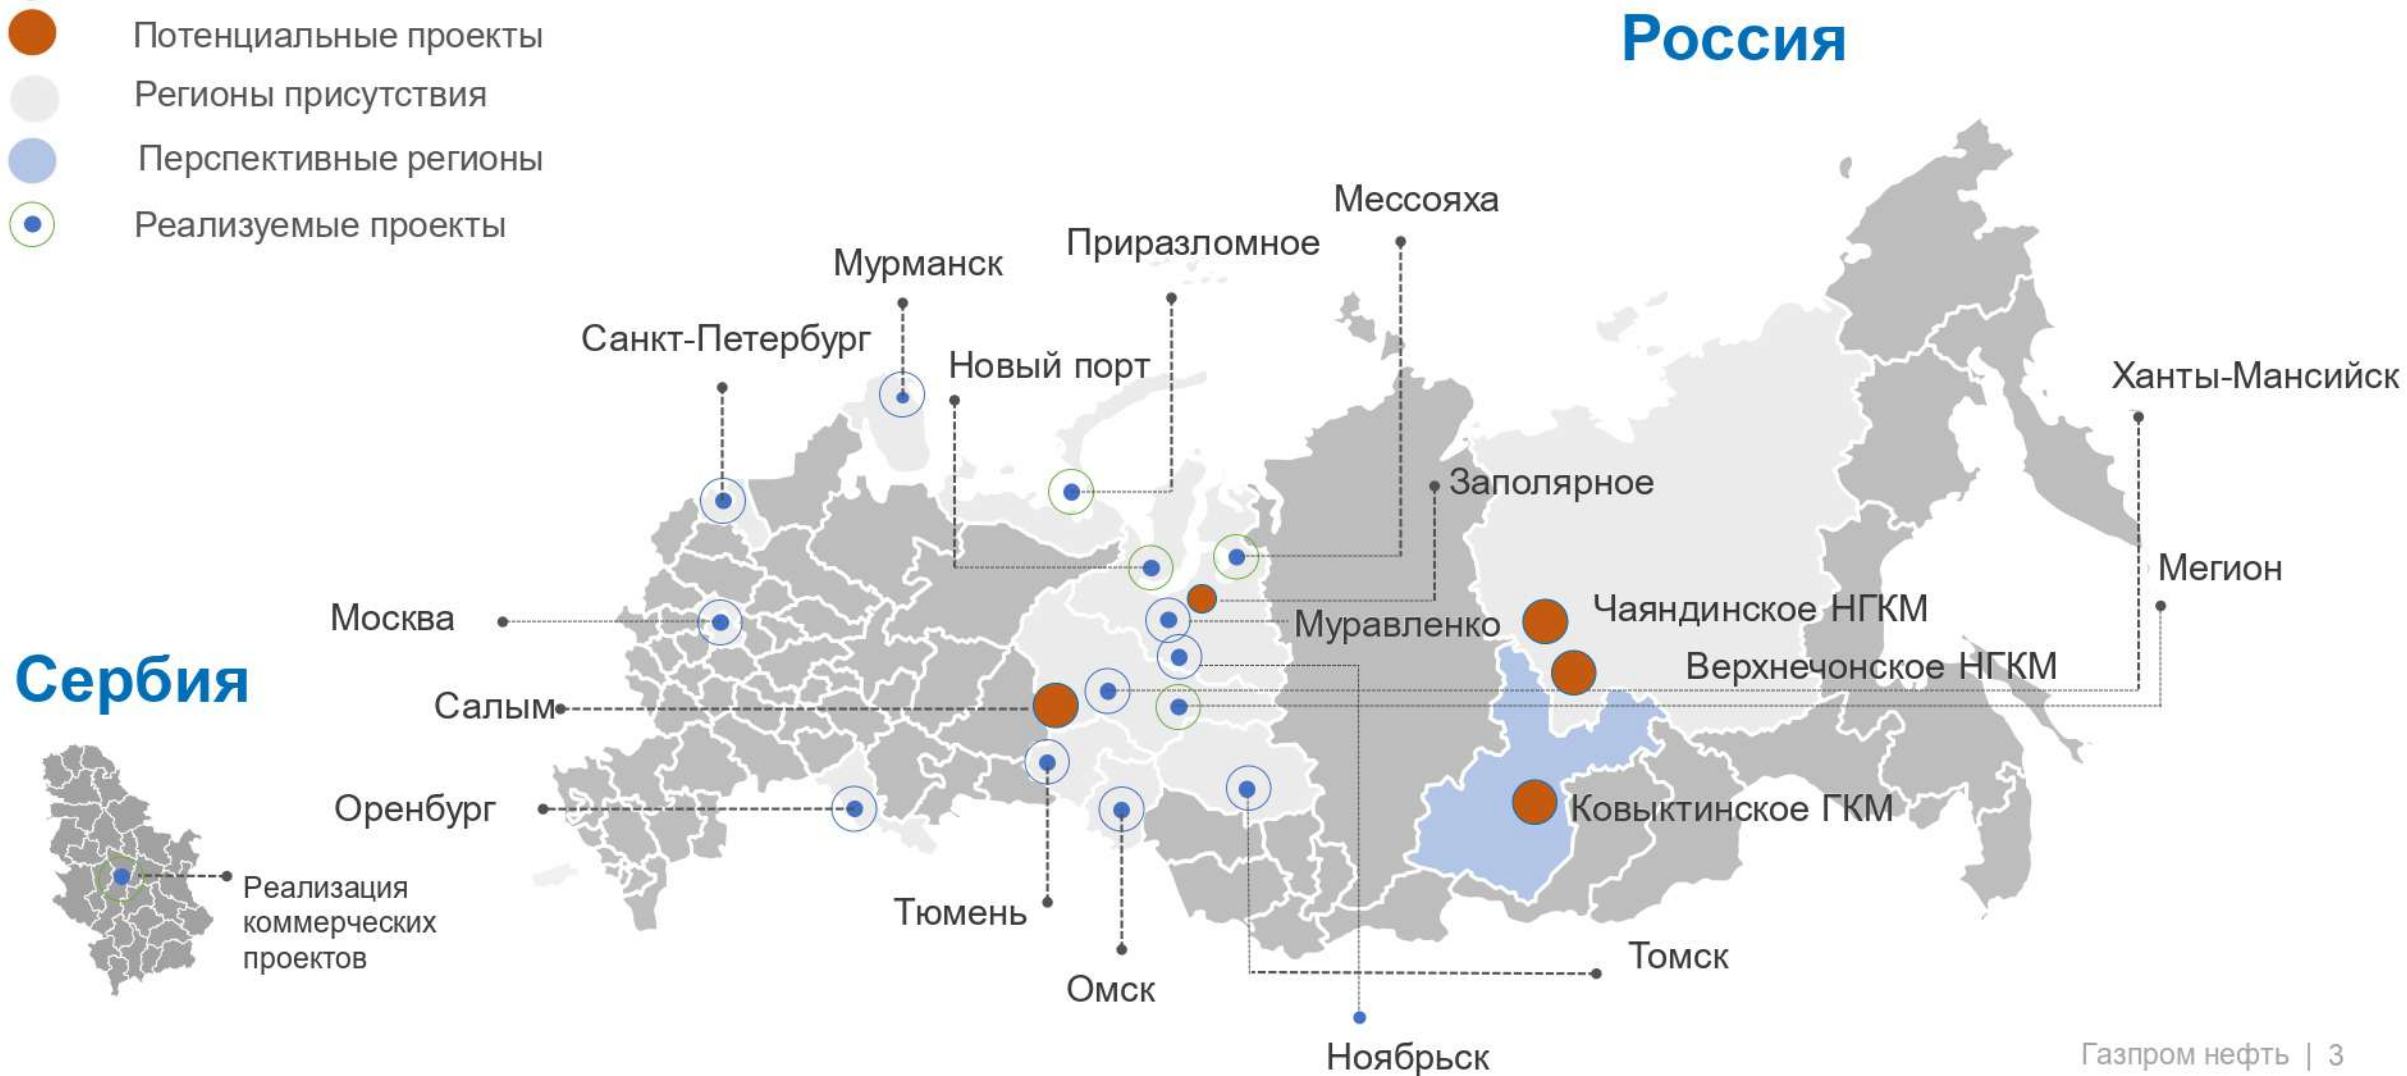 Потенциальные проекты
Регионы присутствия
Перспективные регионы
Реализуемые проекты
Россия
Мессояха
Приразломное
Мурманск
Санкт-Петербург
Новый порт
Ханты-Мансийск
Заполярное
Мегион
Москва
Чаяндинское НГКМ
Муравленко
Сербия
Верхнечонское НГКМ
Салым
Оренбург
Ковыктинское ГКМ
Реализация
коммерческих
проектов
Тюмень
Томск
Омск
Ноябрьск
Газпром нефть | 3